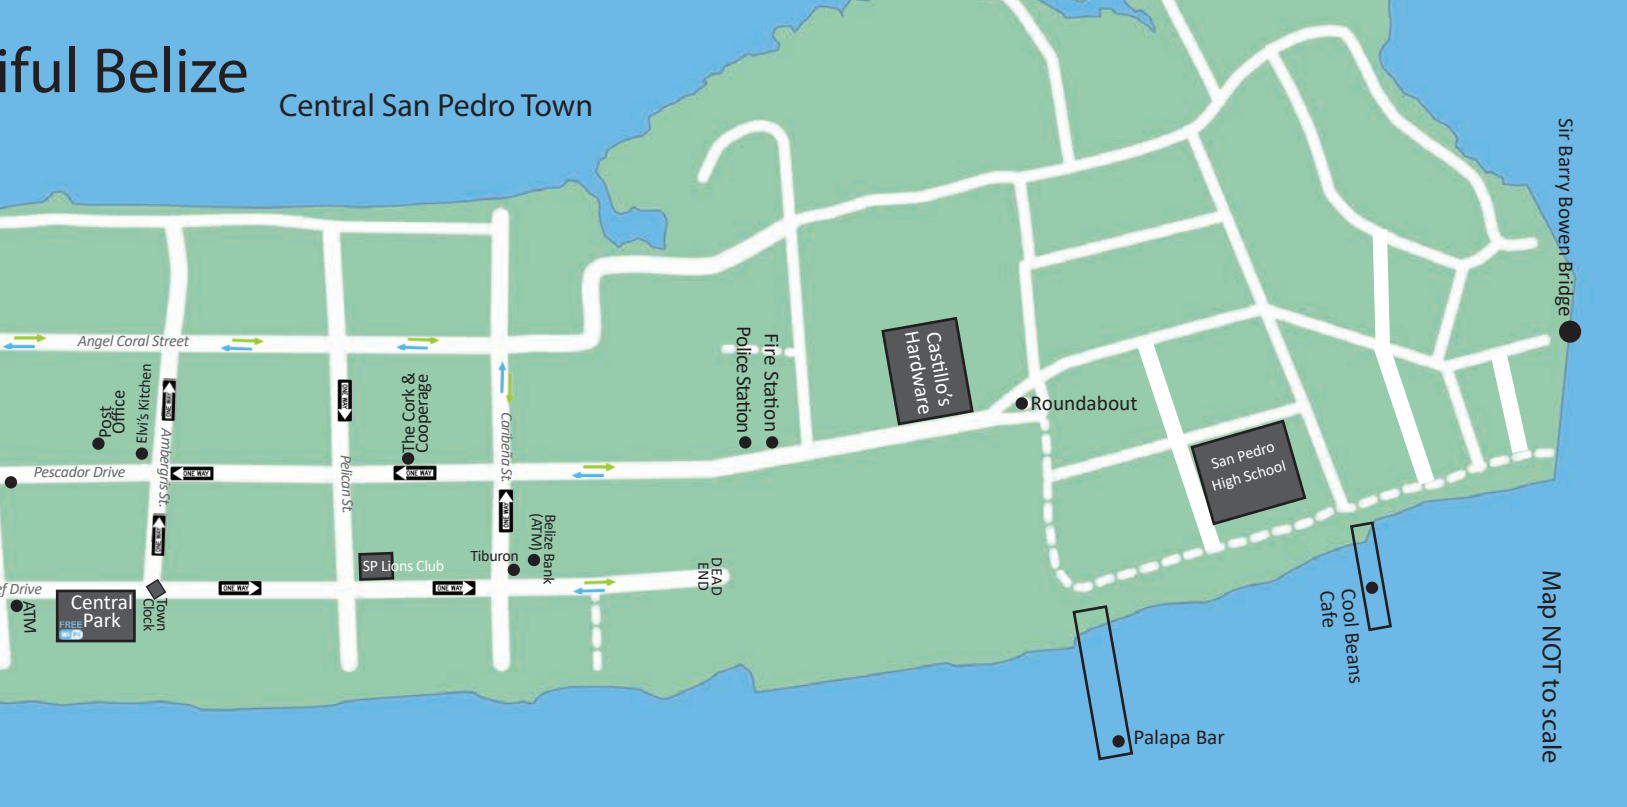 iful Belize
Central San Pedro Town
Sir Barry Bowen Bridge
Angel Coral Street
Post
Office
Elvi's Kitchen
ONE WAY
Ambergris St.
ONE WAY
ONE WAY
Pelican St.
The Cork &
Cooperage
Caribeña St.
Police Station
Fire Station
Castillo's
Hardware
Roundabout
San Pedro
High School
Pescador Drive
ONE WAY
ONE WAY
ONE WAY
SP Lions Club
Tiburon
Belize Bank
(ATM)
DEAD
END
ef Drive
ATM
Central
Park
FREE
Wi Fi
Town
Clock
ONE WAY
ONE WAY
Cool Beans
Cafe
Palapa Bar
Map NOT to scale